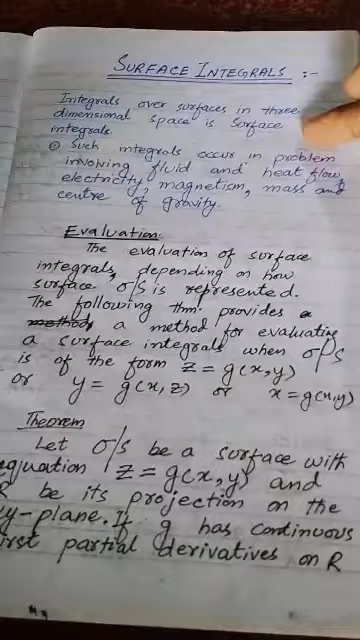 SURFACE INTEGRALS :-
Integrals over surfaces in three
dimensional space is Surface
integrals
⊙ Such integrals occur in problem
involving fluid and heat flow,
electricity, magnetism, mass and
centre of gravity.
Evaluation:
The evaluation of surface
integrals, depending on how
surface σ/S is represented.
The following thm. provides a
method, a method for evaluating
a surface integrals when σ/S
is of the form z = g(x,y)
or y = g(x,z) or x = g(x,y)
Theorem
Let σ/S be a surface with
equation z = g(x,y) and
R be its projection on the
y-plane. If g has continuous
irst partial derivatives on R